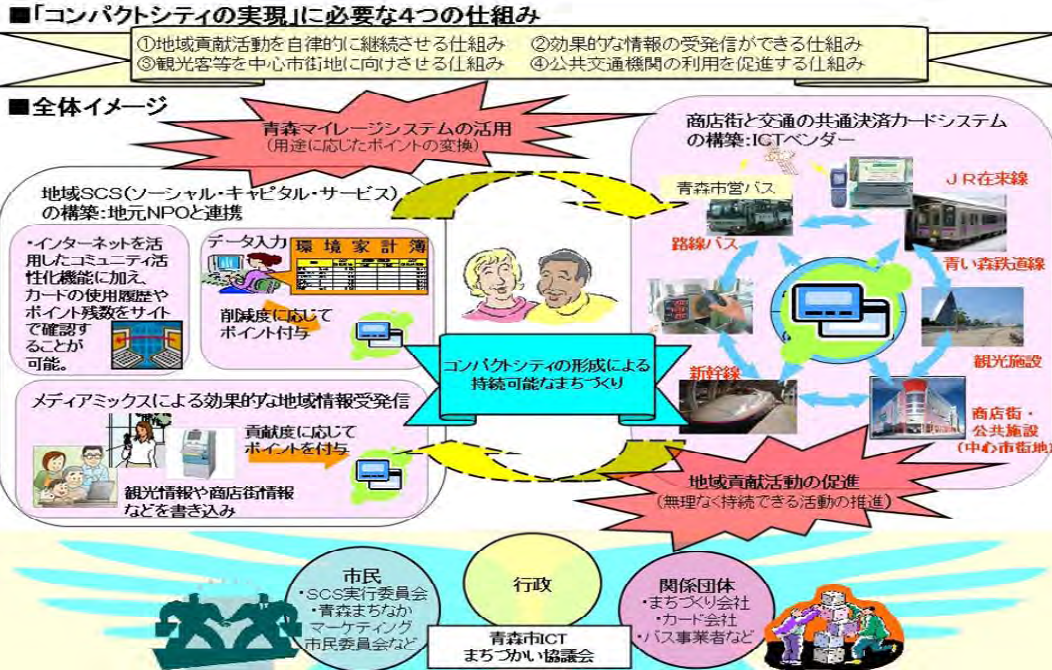 ■「コンパクトシティの実現」に必要な4つの仕組み
①地域貢献活動を自律的に継続させる仕組み ②効果的な情報の受発信ができる仕組み
③観光客等を中心市街地に向けさせる仕組み ④公共交通機関の利用を促進する仕組み
■全体イメージ
青森マイレージシステムの活用
(用途に応じたポイントの変換)
地域SCS(ソーシャル・キャピタル・サービス)
の構築:地元NPOと連携
・インターネットを活
用したコミュニティ活
性化機能に加え、
カードの使用履歴や
ポイント残数をサイト
で確認す
ることが
可能。
データ入力
環境家計簿
削減度に応じて
ポイント付与
メディアミックスによる効果的な地域情報受発信
貢献度に応じて
ポイントを付与
観光情報や商店街情報
などを書き込み
コンパクトシティの形成による
持続可能なまちづくり
商店街と交通の共通決済カードシステム
の構築:ICTベンダー
青森市営バス
路線バス
JR在来線
青い森鉄道線
観光施設
新幹線
商店街・
公共施設
(中心市街地)
地域貢献活動の促進
(無理なく持続できる活動の推進)
市民
・SCS実行委員会
・青森まちなか
マーケティング
市民委員会など
行政
青森市ICT
まちづかい協議会
関係団体
・まちづくり会社
・カード会社
・バス事業者など